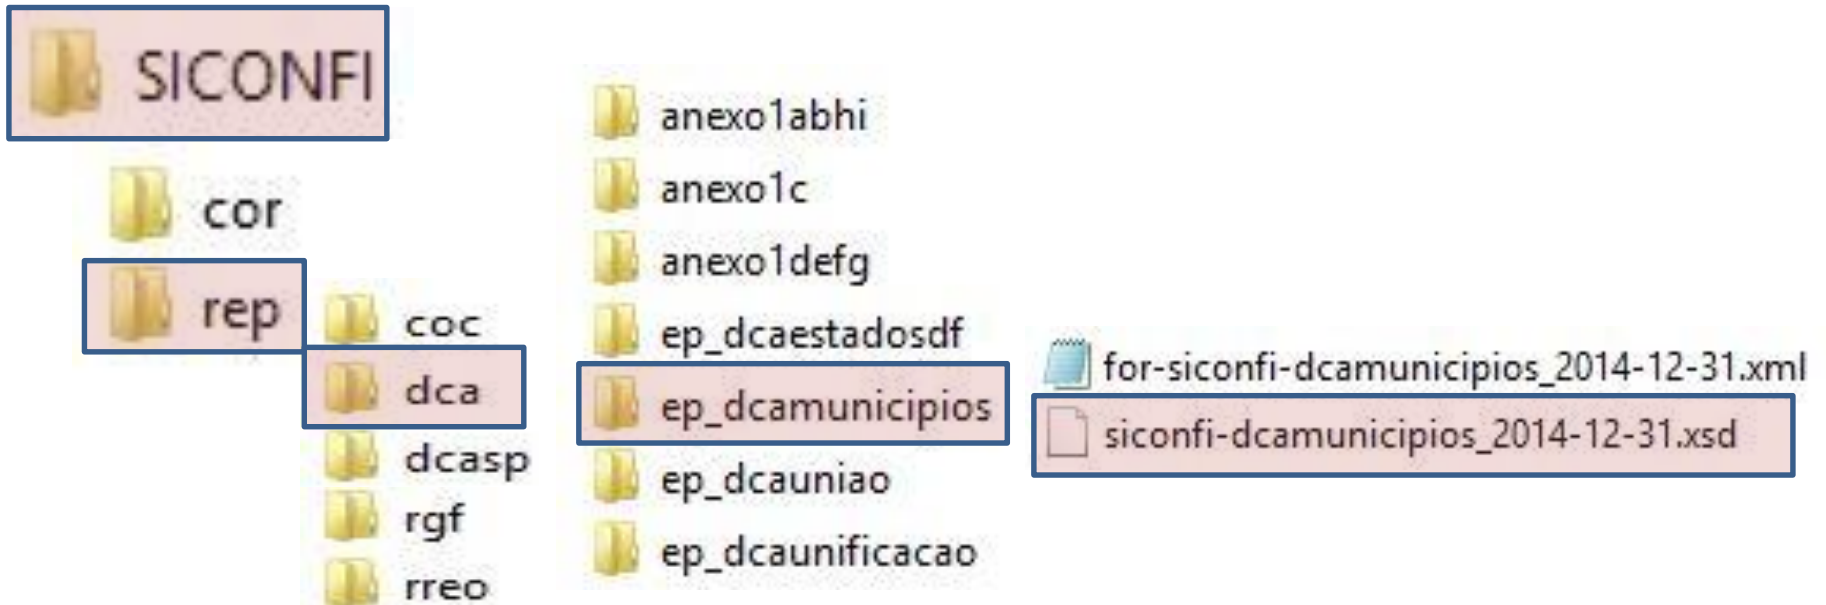 SICONFI
cor
rep
coc
dca
dcasp
rgf
rreo
anexo1abhi
anexo1c
anexo1defg
ep_dcaestadosdf
ep_dcamunicipios
ep_dcauniao
ep_dcaunificacao
for-siconfi-dcamunicipios_2014-12-31.xml
siconfi-dcamunicipios_2014-12-31.xsd